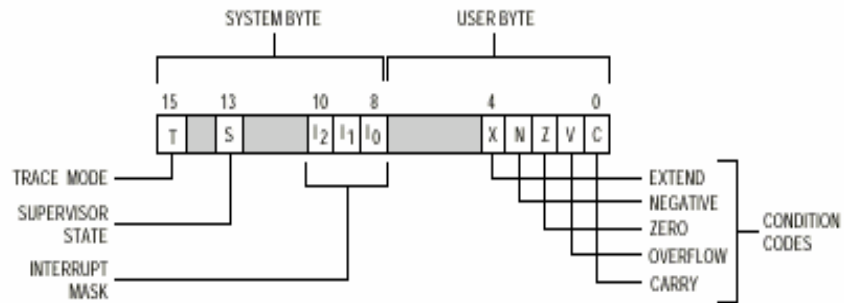 SYSTEM BYTE USER BYTE
15 13 10 8 4 0
T S I2 I1 I0 X N Z V C
TRACE MODE EXTEND
NEGATIVE
SUPERVISOR STATE ZERO CONDITION CODES
OVERFLOW
INTERRUPT MASK CARRY